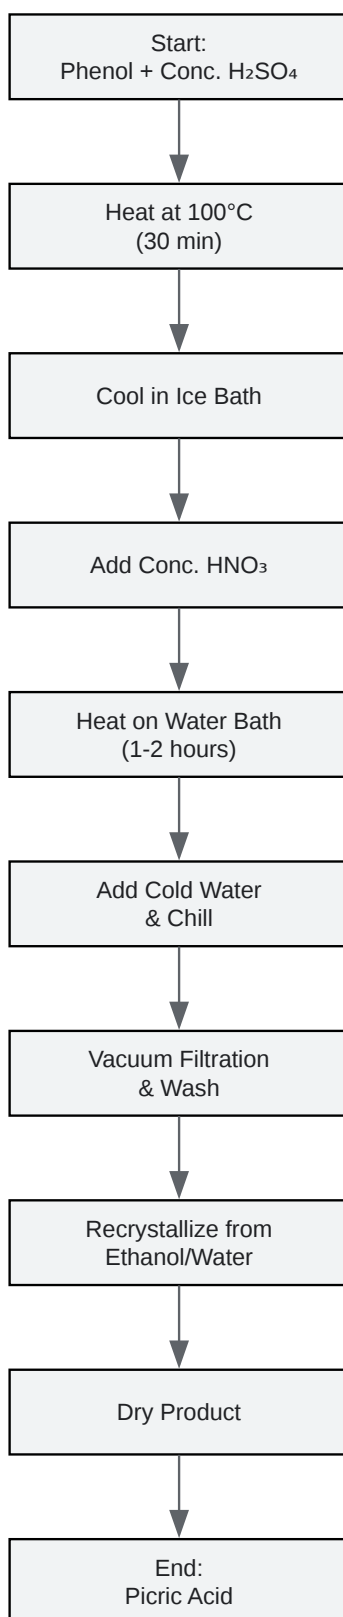 Start:
Phenol + Conc. H₂SO₄
Heat at 100°C
(30 min)
Cool in Ice Bath
Add Conc. HNO₃
Heat on Water Bath
(1-2 hours)
Add Cold Water
& Chill
Vacuum Filtration
& Wash
Recrystallize from
Ethanol/Water
Dry Product
End:
Picric Acid